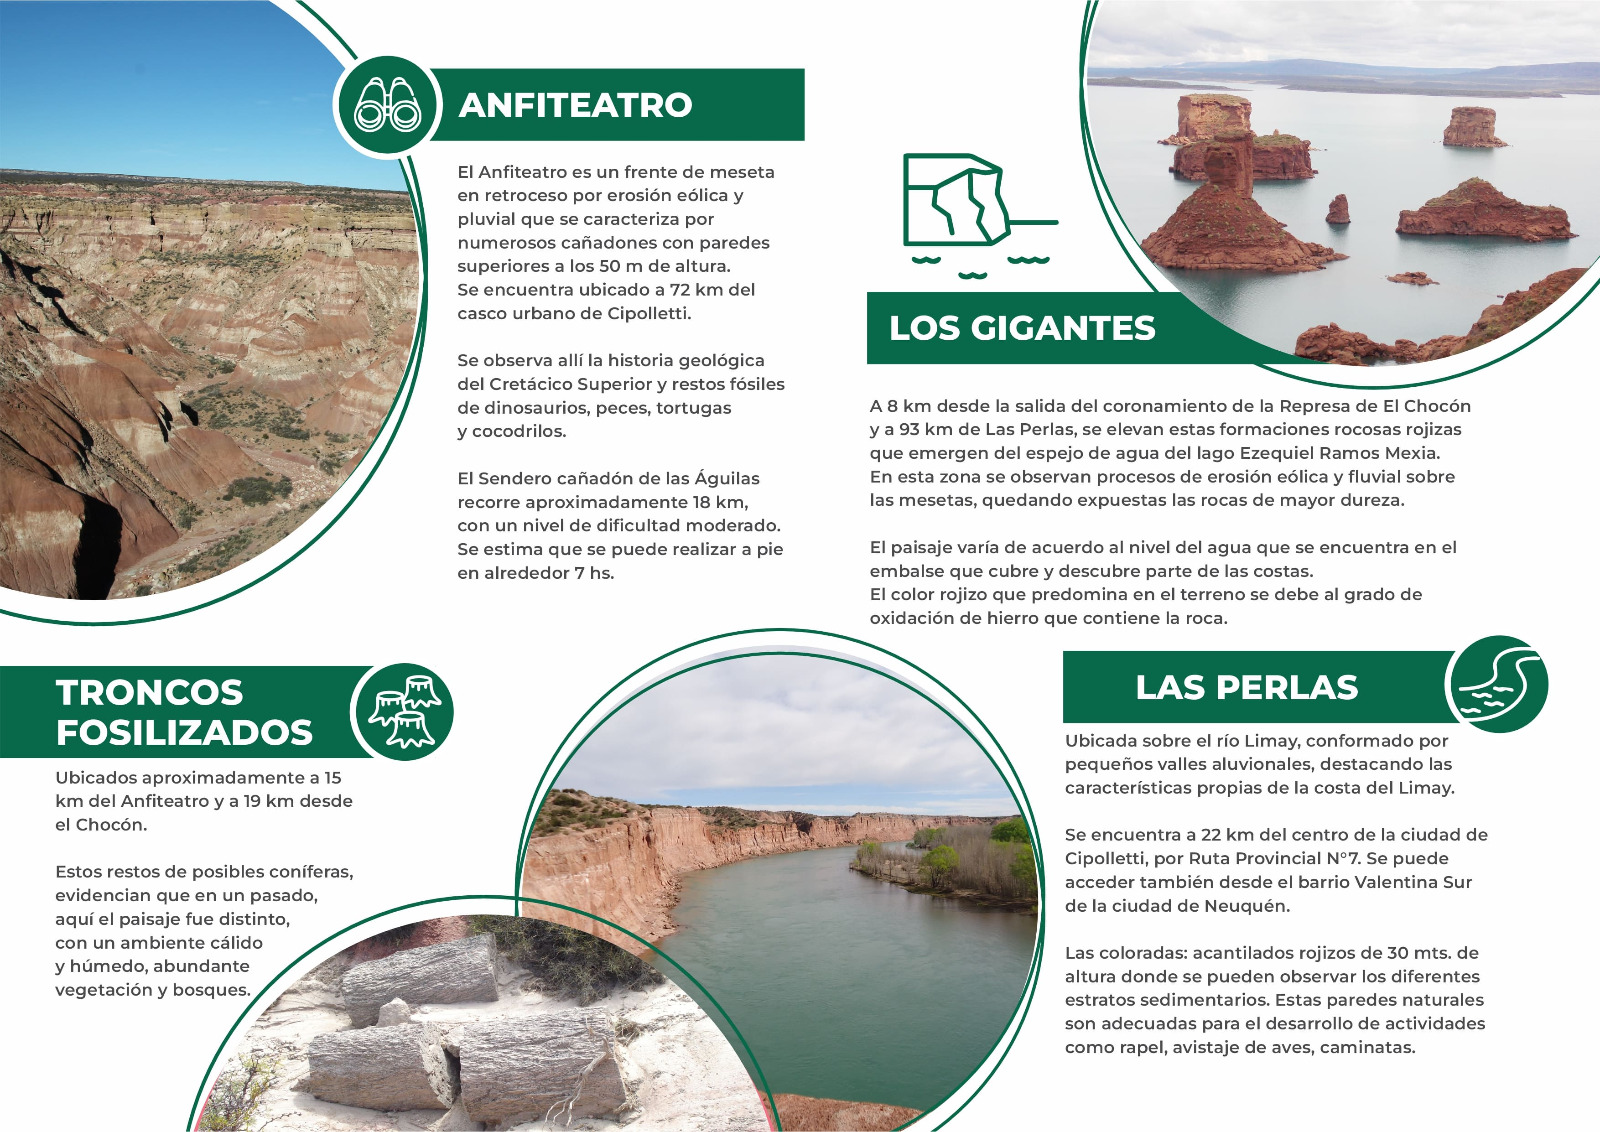 ANFITEATRO
El Anfiteatro es un frente de meseta
en retroceso por erosión eólica y
pluvial que se caracteriza por
numerosos cañadones con paredes
superiores a los 50 m de altura.
Se encuentra ubicado a 72 km del
casco urbano de Cipolletti.
Se observa allí la historia geológica
del Cretácico Superior y restos fósiles
de dinosaurios, peces, tortugas
y cocodrilos.
El Sendero cañadón de las Águilas
recorre aproximadamente 18 km,
con un nivel de dificultad moderado.
Se estima que se puede realizar a pie
en alrededor 7 hs.
LOS GIGANTES
A 8 km desde la salida del coronamiento de la Represa de El Chocón
y a 93 km de Las Perlas, se elevan estas formaciones rocosas rojizas
que emergen del espejo de agua del lago Ezequiel Ramos Mexia.
En esta zona se observan procesos de erosión eólica y fluvial sobre
las mesetas, quedando expuestas las rocas de mayor dureza.
El paisaje varía de acuerdo al nivel del agua que se encuentra en el
embalse que cubre y descubre parte de las costas.
El color rojizo que predomina en el terreno se debe al grado de
oxidación de hierro que contiene la roca.
TRONCOS
FOSILIZADOS
Ubicados aproximadamente a 15
km del Anfiteatro y a 19 km desde
el Chocón.
Estos restos de posibles coníferas,
evidencian que en un pasado,
aquí el paisaje fue distinto,
con un ambiente cálido
y húmedo, abundante
vegetación y bosques.
LAS PERLAS
Ubicada sobre el río Limay, conformado por
pequeños valles aluvionales, destacando las
características propias de la costa del Limay.
Se encuentra a 22 km del centro de la ciudad de
Cipolletti, por Ruta Provincial N°7. Se puede
acceder también desde el barrio Valentina Sur
de la ciudad de Neuquén.
Las coloradas: acantilados rojizos de 30 mts. de
altura donde se pueden observar los diferentes
estratos sedimentarios. Estas paredes naturales
son adecuadas para el desarrollo de actividades
como rapel, avistaje de aves, caminatas.